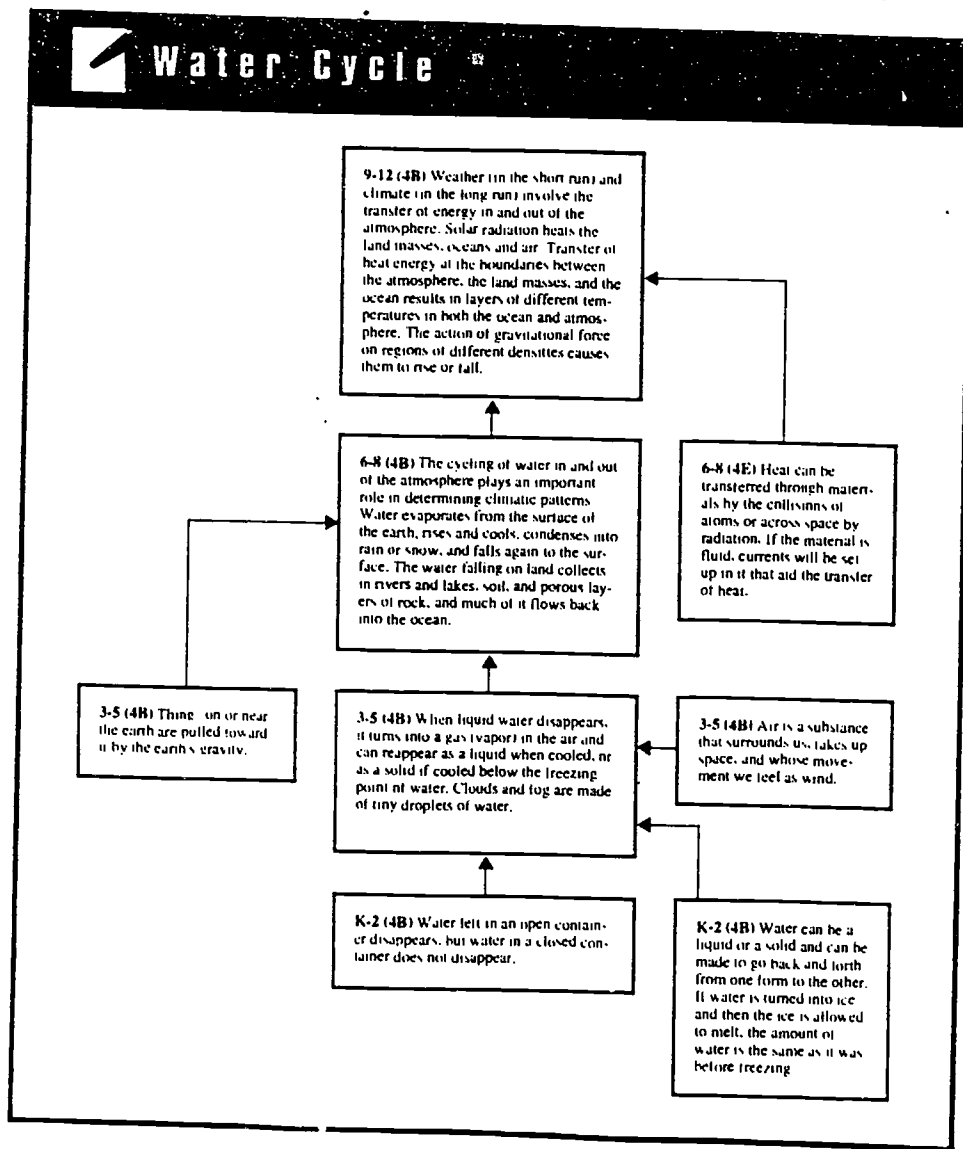 Water Cycle
9-12 (4B) Weather (in the short run) and
climate (in the long run) involve the
transfer of energy in and out of the
atmosphere. Solar radiation heats the
land masses, oceans and air. Transfer of
heat energy at the boundaries between
the atmosphere, the land masses, and the
ocean results in layers of different tem-
peratures in both the ocean and atmos-
phere. The action of gravitational force
on regions of different densities causes
them to rise or fall.
6-8 (4B) The cycling of water in and out
of the atmosphere plays an important
role in determining climatic patterns
Water evaporates from the surface of
the earth, rises and cools, condenses into
rain or snow, and falls again to the sur-
face. The water falling on land collects
in rivers and lakes, soil, and porous lay-
ers of rock, and much of it flows back
into the ocean.
6-8 (4E) Heat can be
transferred through materi-
als by the collisions of
atoms or across space by
radiation. If the material is
fluid, currents will be set
up in it that aid the transfer
of heat.
3-5 (4B) Thing on or near
the earth are pulled toward
it by the earth's gravity.
3-5 (4B) When liquid water disappears,
it turns into a gas (vapor) in the air and
can reappear as a liquid when cooled, or
as a solid if cooled below the freezing
point of water. Clouds and fog are made
of tiny droplets of water.
3-5 (4B) Air is a substance
that surrounds us, takes up
space, and whose move-
ment we feel as wind.
K-2 (4B) Water left in an open contain-
er disappears, but water in a closed con-
tainer does not disappear.
K-2 (4B) Water can be a
liquid or a solid and can be
made to go back and forth
from one form to the other.
If water is turned into ice
and then the ice is allowed
to melt, the amount of
water is the same as it was
before freezing